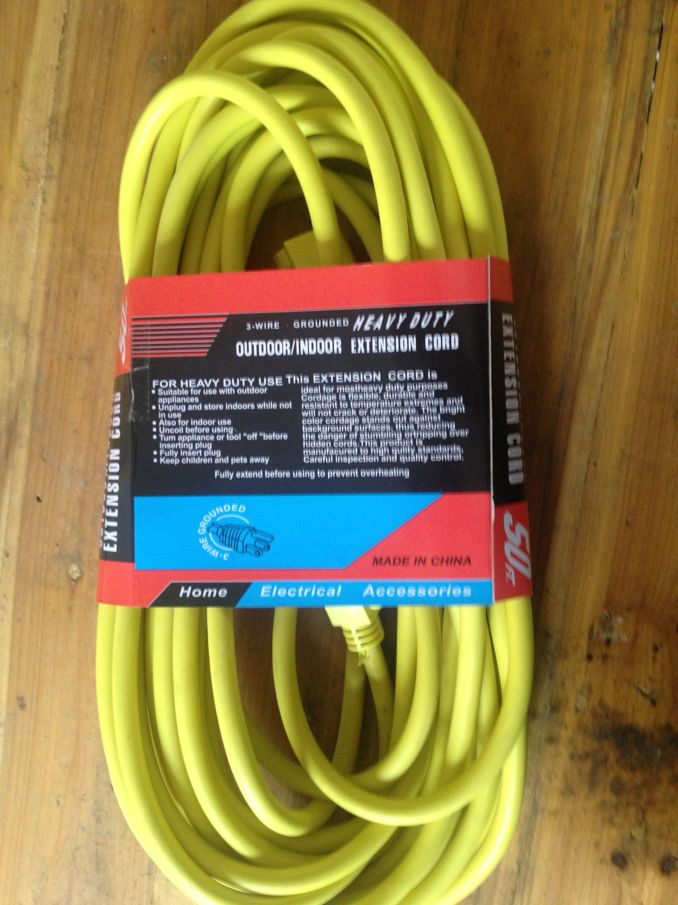 3-WIRE GROUNDED HEAVY DUTY
OUTDOOR/INDOOR EXTENSION CORD
FOR HEAVY DUTY USE This EXTENSION CORD is
• Suitable for use with outdoor
appliances
• Unplug and store indoors while not
in use
• Also for indoor use
• Uncoil before using
• Turn appliance or tool "off "before
inserting plug
• Fully insert plug
• Keep children and pets away
ideal for mostheavy duty purposes
Cordage is flexible, durable and
resistant to temperature extremes and
will not crack or deteriorate. The bright
color cordage stands out against
background surfaces, thus reducing
the danger of stumbling ortripping over
hidden cords. This product is
manufacured to high quality standards.
Careful inspection and quality control.
Fully extend before using to prevent overheating
3-WIRE GROUNDED
MADE IN CHINA
Home Electrical Accessories
50
EXTENSION CORD
EXTENSION CORD
50 FT.